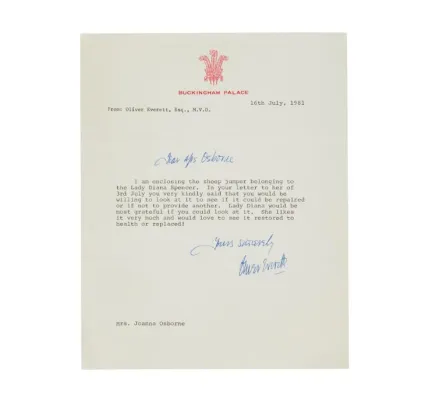 BUCKINGHAM PALACE
16th July, 1981
From: Oliver Everett, Esq., M.V.O.
Dear Mrs Osborne
I am enclosing the sheep jumper belonging to
the Lady Diana Spencer. In your letter to her of
3rd July you very kindly said that you would be
willing to look at it to see if it could be repaired
or if not to provide another. Lady Diana would be
most grateful if you could look at it. She likes
it very much and would love to see it restored to
health or replaced!
Yours sincerely
Oliver Everett
Mrs. Joanna Osborne